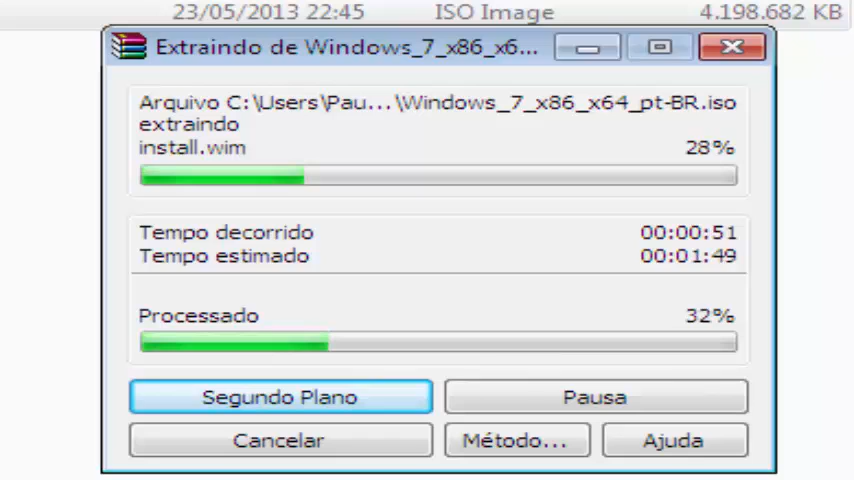 23/05/2013 22:45 ISO Image 4.198.682 KB
Extraindo de Windows_7_x86_x6...
Arquivo C:\Users\Pau...\Windows_7_x86_x64_pt-BR.iso
extraindo
install.wim 28%
Tempo decorrido 00:00:51
Tempo estimado 00:01:49
Processado 32%
Segundo Plano Pausa
Cancelar Método... Ajuda